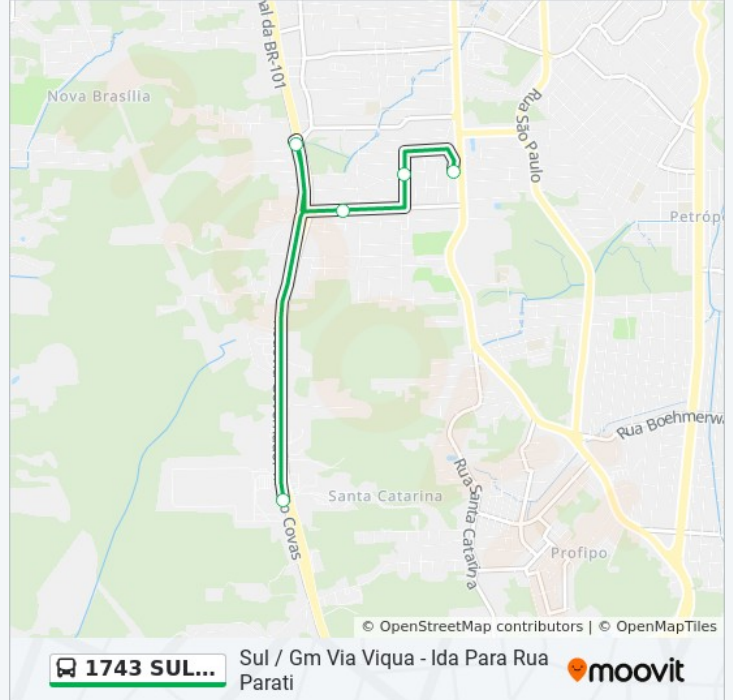 al da BR-101
Nova Brasília
Rua São Paulo
Petróp
Rua Boehmerw
Rua Santa Catarina
Santa Catarina
o Covas
Profipo
© OpenStreetMap contributors | © OpenMapTiles
1743 SUL...
Sul / Gm Via Viqua - Ida Para Rua
Parati
moovit